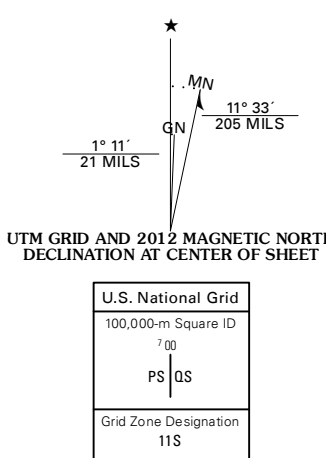 ★
MN
GN
11° 33´
205 MILS
1° 11´
21 MILS
UTM GRID AND 2012 MAGNETIC NORTH
DECLINATION AT CENTER OF SHEET
U.S. National Grid
100,000-m Square ID
7 00
PS QS
Grid Zone Designation
11S